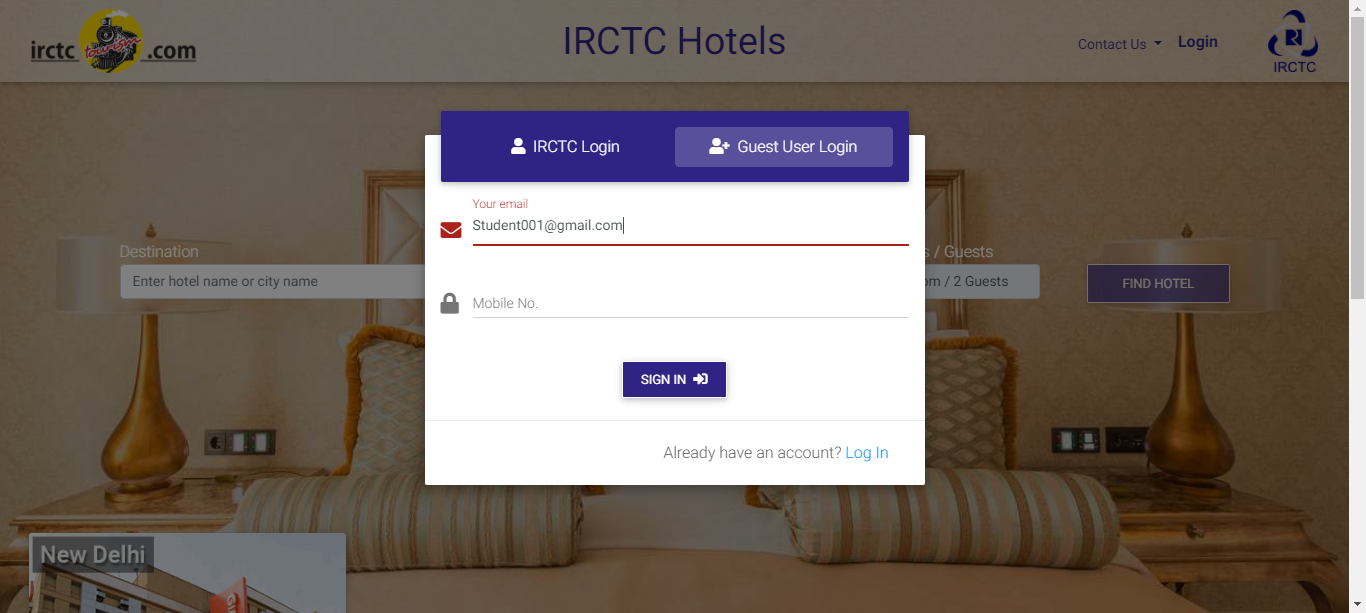 irctc tourism .com
IRCTC Hotels
Contact Us
Login
IRCTC
IRCTC Login
Guest User Login
Your email
Student001@gmail.com
Destination
s / Guests
Enter hotel name or city name
om / 2 Guests
FIND HOTEL
Mobile No.
SIGN IN
Already have an account? Log In
New Delhi